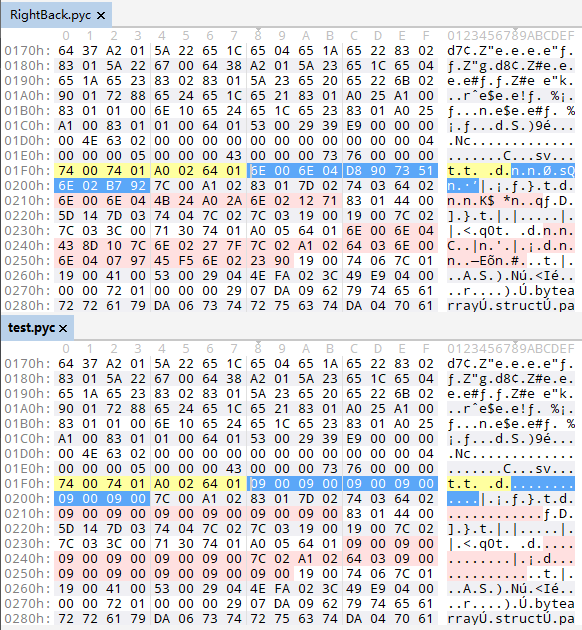 RightBack.pyc ×
0 1 2 3 4 5 6 7 8 9 A B C D E F 0123456789ABCDEF
0170h: 64 37 A2 01 5A 22 65 1C 65 04 65 1A 65 22 83 02 d7¢.Z"e.e.e.e"ƒ.
0180h: 83 01 5A 22 67 00 64 38 A2 01 5A 23 65 1C 65 04 ƒ.Z"g.d8¢.Z#e.e.
0190h: 65 1A 65 23 83 02 83 01 5A 23 65 20 65 22 6B 02 e.e#ƒ.ƒ.Z#e e"k.
01A0h: 90 01 72 88 65 24 65 1C 65 21 83 01 A0 25 A1 00 ..rˆe$e.e!ƒ. %¡.
01B0h: 83 01 01 00 6E 10 65 24 65 1C 65 23 83 01 A0 25 ƒ...n.e$e.e#ƒ. %
01C0h: A1 00 83 01 01 00 64 01 53 00 29 39 E9 00 00 00 ¡.ƒ...d.S.)9é...
01D0h: 00 4E 63 02 00 00 00 00 00 00 00 00 00 00 00 04 .Nc.............
01E0h: 00 00 00 05 00 00 00 43 00 00 00 73 76 00 00 00 .......C...sv...
01F0h: 74 00 74 01 A0 02 64 01 6E 00 6E 04 D8 90 73 51 t.t. .d.n.n.Ø.sQ
0200h: 6E 02 B7 92 7C 00 A1 02 83 01 7D 02 74 03 64 02 n.·’|.¡.ƒ.}.t.d.
0210h: 6E 00 6E 04 4B 24 A0 2A 6E 02 12 71 83 01 44 00 n.n.K$ *n..qƒ.D.
0220h: 5D 14 7D 03 74 04 7C 02 7C 03 19 00 19 00 7C 02 ].}.t.|.|.....|.
0230h: 7C 03 3C 00 71 30 74 01 A0 05 64 01 6E 00 6E 04 |.<.q0t. .d.n.n.
0240h: 43 8D 10 7C 6E 02 27 7F 7C 02 A1 02 64 03 6E 00 C..|n.'.|.¡.d.n.
0250h: 6E 04 07 97 45 F5 6E 02 23 90 19 00 74 06 7C 01 n..—Eõn.#...t.|.
0260h: 19 00 41 00 53 00 29 04 4E FA 02 3C 49 E9 04 00 ..A.S.).Nú.<Ié..
0270h: 00 00 72 01 00 00 00 29 07 DA 09 62 79 74 65 61 ..r....).Ú.bytea
0280h: 72 72 61 79 DA 06 73 74 72 75 63 74 DA 04 70 61 rrayÚ.structÚ.pa
test.pyc ×
0 1 2 3 4 5 6 7 8 9 A B C D E F 0123456789ABCDEF
0170h: 64 37 A2 01 5A 22 65 1C 65 04 65 1A 65 22 83 02 d7¢.Z"e.e.e.e"ƒ.
0180h: 83 01 5A 22 67 00 64 38 A2 01 5A 23 65 1C 65 04 ƒ.Z"g.d8¢.Z#e.e.
0190h: 65 1A 65 23 83 02 83 01 5A 23 65 20 65 22 6B 02 e.e#ƒ.ƒ.Z#e e"k.
01A0h: 90 01 72 88 65 24 65 1C 65 21 83 01 A0 25 A1 00 ..rˆe$e.e!ƒ. %¡.
01B0h: 83 01 01 00 6E 10 65 24 65 1C 65 23 83 01 A0 25 ƒ...n.e$e.e#ƒ. %
01C0h: A1 00 83 01 01 00 64 01 53 00 29 39 E9 00 00 00 ¡.ƒ...d.S.)9é...
01D0h: 00 4E 63 02 00 00 00 00 00 00 00 00 00 00 00 04 .Nc.............
01E0h: 00 00 00 05 00 00 00 43 00 00 00 73 76 00 00 00 .......C...sv...
01F0h: 74 00 74 01 A0 02 64 01 09 00 09 00 09 00 09 00 t.t. .d.........
0200h: 09 00 09 00 7C 00 A1 02 83 01 7D 02 74 03 64 02 ....|.¡.ƒ.}.t.d.
0210h: 09 00 09 00 09 00 09 00 09 00 09 00 83 01 44 00 ............ƒ.D.
0220h: 5D 14 7D 03 74 04 7C 02 7C 03 19 00 19 00 7C 02 ].}.t.|.|.....|.
0230h: 7C 03 3C 00 71 30 74 01 A0 05 64 01 09 00 09 00 |.<.q0t. .d.....
0240h: 09 00 09 00 09 00 09 00 7C 02 A1 02 64 03 09 00 ........|.¡.d...
0250h: 09 00 09 00 09 00 09 00 09 00 19 00 74 06 7C 01 ............t.|.
0260h: 19 00 41 00 53 00 29 04 4E FA 02 3C 49 E9 04 00 ..A.S.).Nú.<Ié..
0270h: 00 00 72 01 00 00 00 29 07 DA 09 62 79 74 65 61 ..r....).Ú.bytea
0280h: 72 72 61 79 DA 06 73 74 72 75 63 74 DA 04 70 61 rrayÚ.structÚ.pa